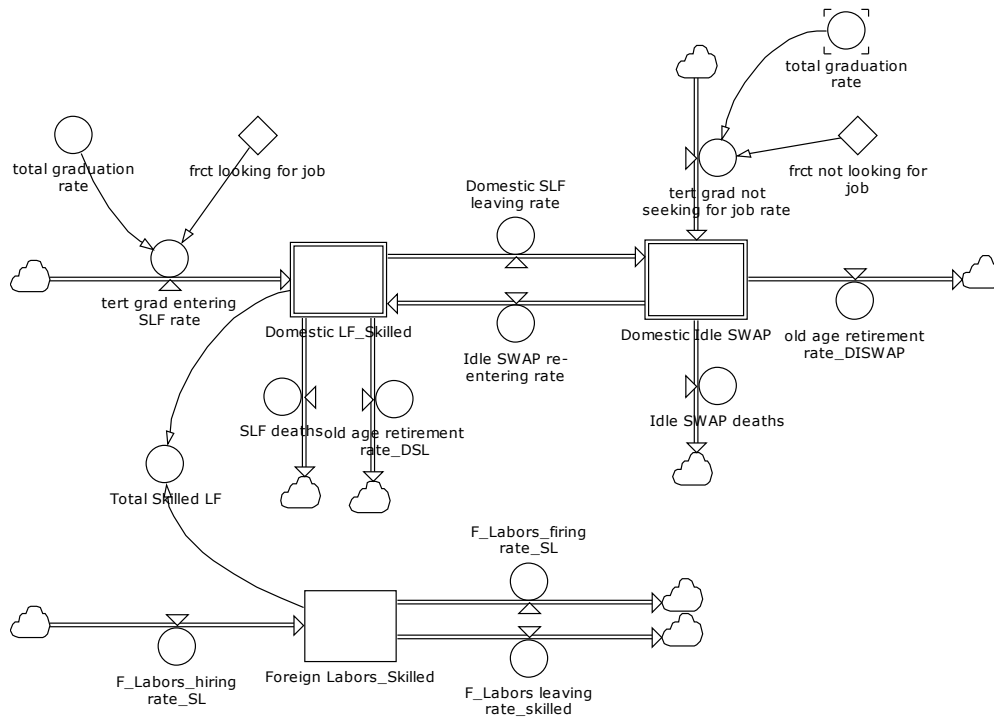 total graduation
rate
total graduation
rate
frct looking for job
frct not looking for
job
Domestic SLF
leaving rate
tert grad not
seeking for job rate
tert grad entering
SLF rate
Domestic LF_Skilled
Domestic Idle SWAP
old age retirement
rate_DISWAP
Idle SWAP re-
entering rate
SLF deaths
old age retirement
rate_DSL
Idle SWAP deaths
Total Skilled LF
F_Labors_firing
rate_SL
Foreign Labors_Skilled
F_Labors_hiring
rate_SL
F_Labors leaving
rate_skilled